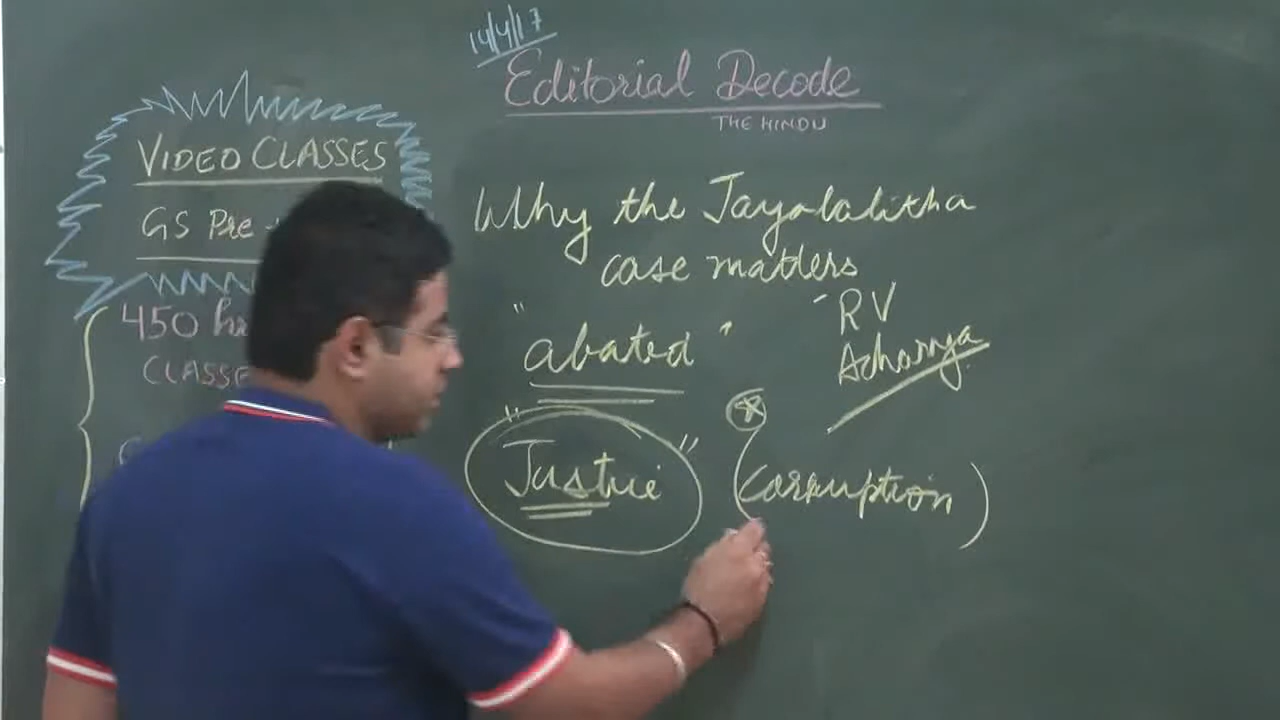 14/4/17
Editorial Decode
THE HINDU
VIDEO CLASSES
GS Pre
450 hr
CLASSE
Why the Jayalalitha
case matters
- RV
Acharya
" abated "
" Justice "
(corruption)